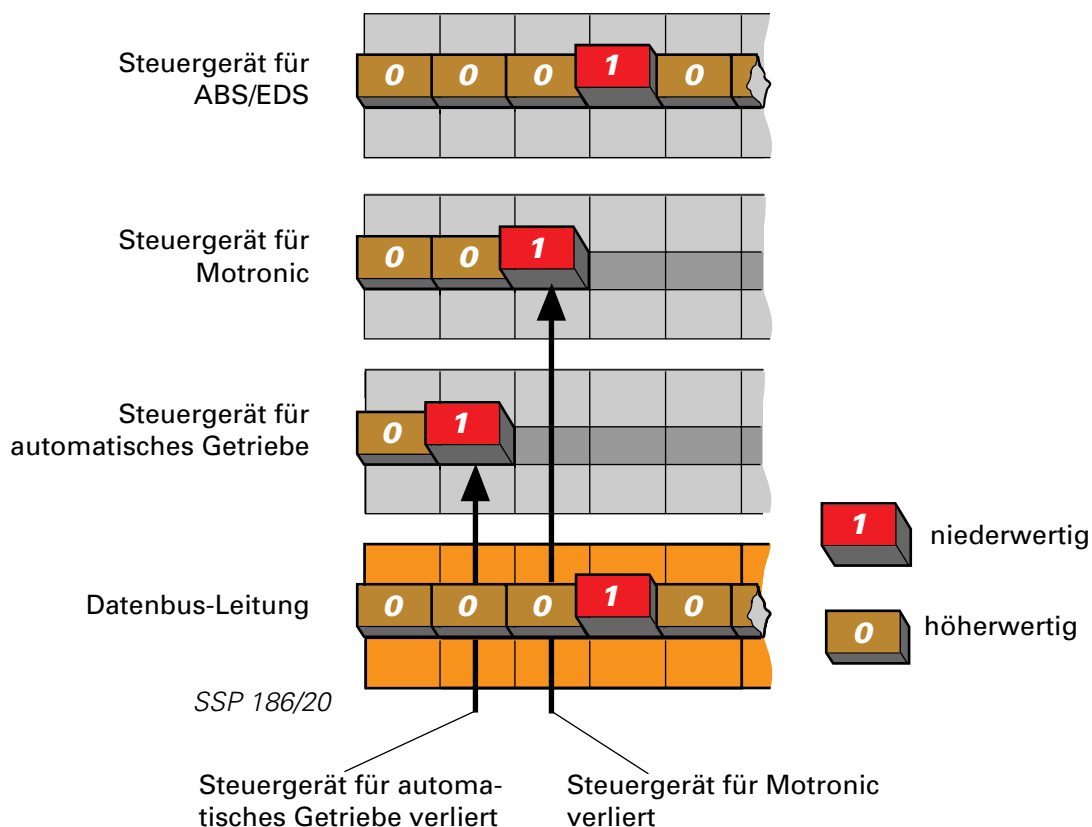 Steuergerät für
ABS/EDS
0 0 0 1 0
Steuergerät für
Motronic
0 0 1
Steuergerät für
automatisches Getriebe
0 1
1 niederwertig
Datenbus-Leitung
0 0 0 1 0
0 höherwertig
SSP 186/20
Steuergerät für automa-
tisches Getriebe verliert
Steuergerät für Motronic
verliert